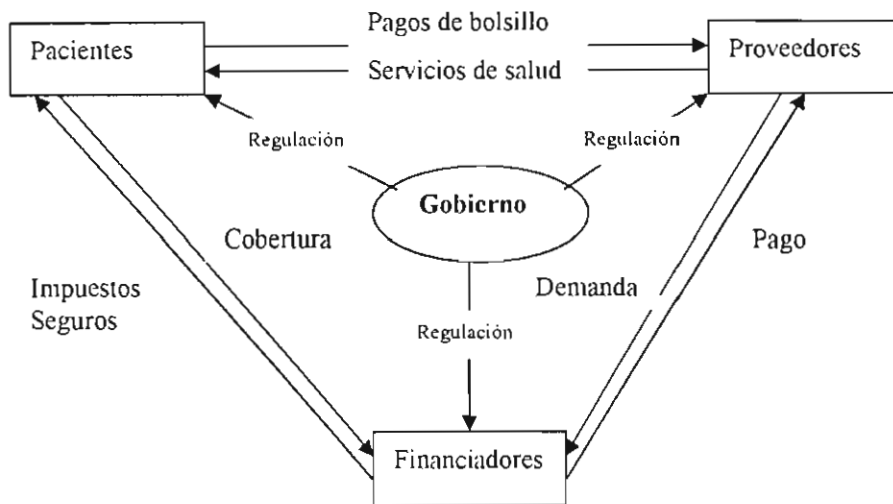 Pagos de bolsillo
Pacientes
Proveedores
Servicios de salud
Regulación
Regulación
Gobierno
Cobertura
Pago
Impuestos
Seguros
Demanda
Regulación
Financiadores